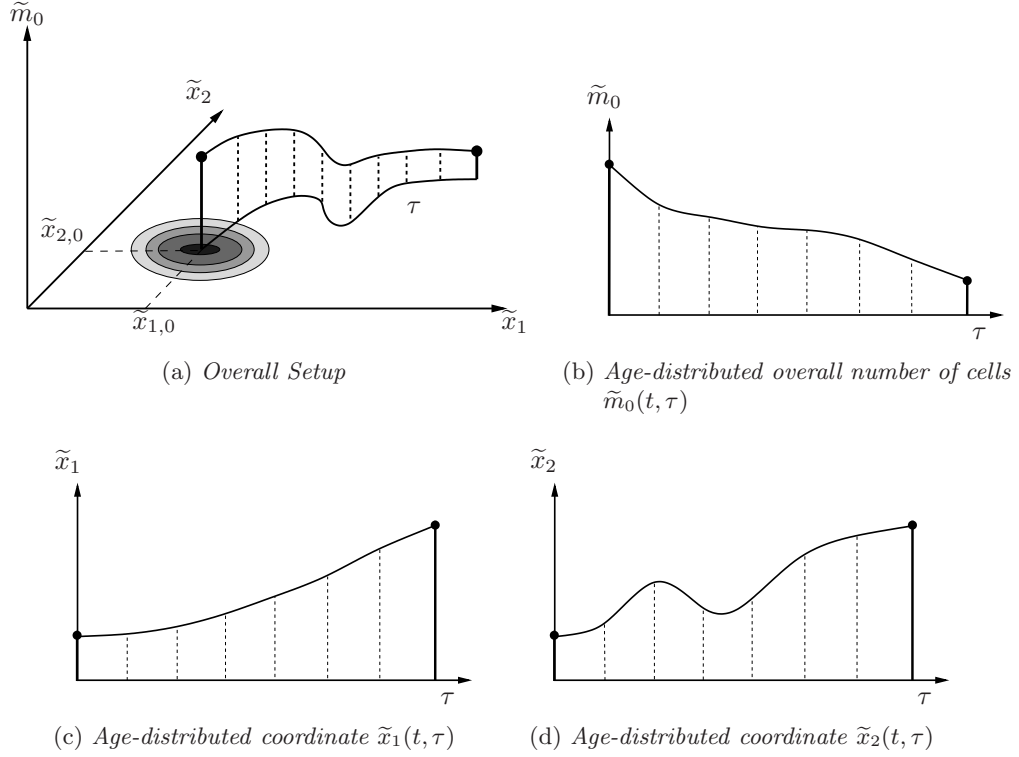 m̃₀
x̃₂
x̃₂,₀
τ
x̃₁,₀
x̃₁
(a) Overall Setup
m̃₀
τ
(b) Age-distributed overall number of cells
m̃₀(t, τ)
x̃₁
τ
(c) Age-distributed coordinate x̃₁(t, τ)
x̃₂
τ
(d) Age-distributed coordinate x̃₂(t, τ)